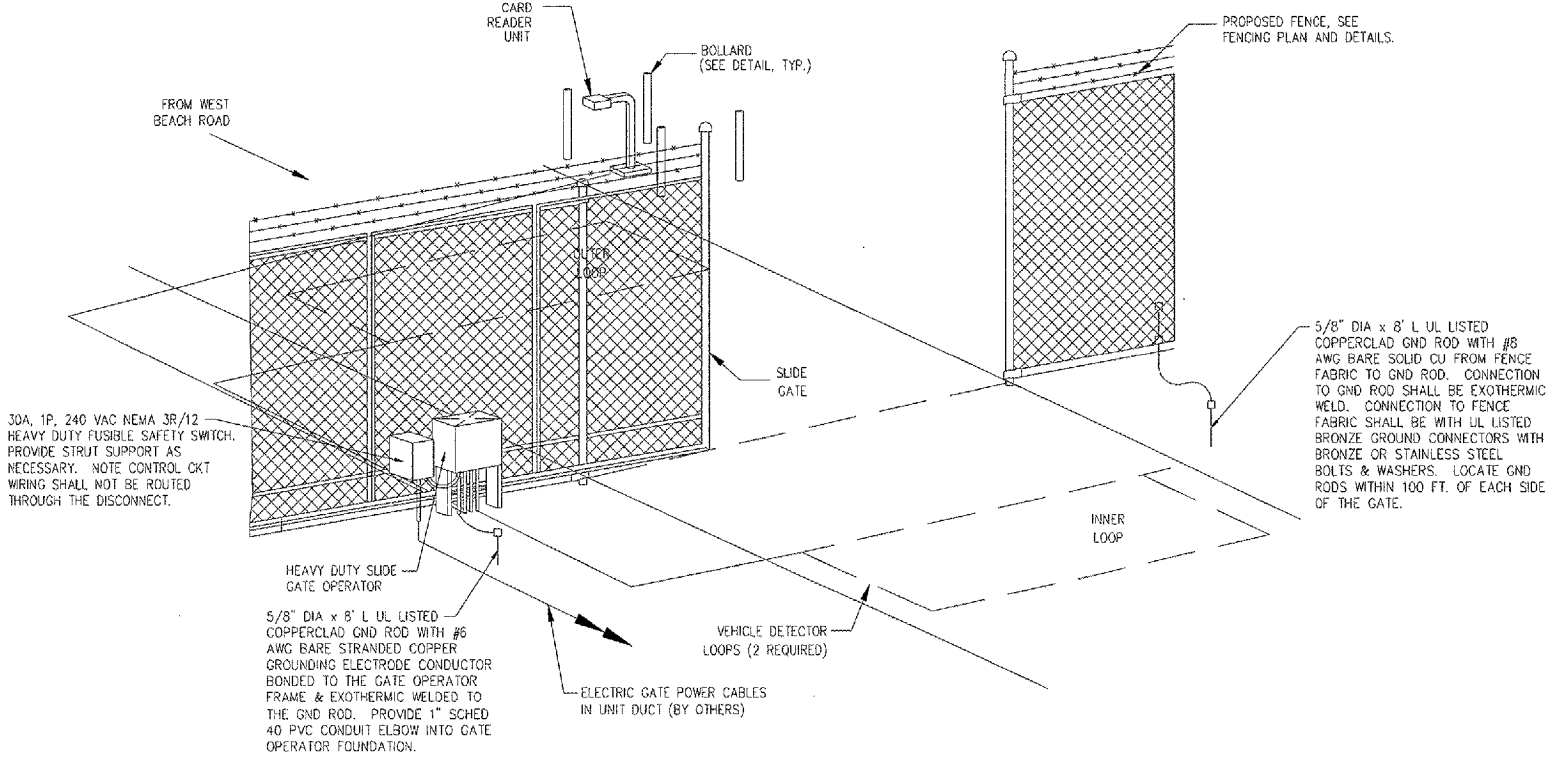 CARD
READER
UNIT
BOLLARD
(SEE DETAIL, TYP.)
PROPOSED FENCE, SEE
FENCING PLAN AND DETAILS.
FROM WEST
BEACH ROAD
OUTER
LOOP
SLIDE
GATE
5/8" DIA x 8' L UL LISTED
COPPERCLAD GND ROD WITH #8
AWG BARE SOLID CU FROM FENCE
FABRIC TO GND ROD. CONNECTION
TO GND ROD SHALL BE EXOTHERMIC
WELD. CONNECTION TO FENCE
FABRIC SHALL BE WITH UL LISTED
BRONZE GROUND CONNECTORS WITH
BRONZE OR STAINLESS STEEL
BOLTS & WASHERS. LOCATE GND
RODS WITHIN 100 FT. OF EACH SIDE
OF THE GATE.
30A, 1P, 240 VAC NEMA 3R/12
HEAVY DUTY FUSIBLE SAFETY SWITCH.
PROVIDE STRUT SUPPORT AS
NECESSARY. NOTE CONTROL CKT
WIRING SHALL NOT BE ROUTED
THROUGH THE DISCONNECT.
INNER
LOOP
HEAVY DUTY SLIDE
GATE OPERATOR
5/8" DIA x 8' L UL LISTED
COPPERCLAD GND ROD WITH #6
AWG BARE STRANDED COPPER
GROUNDING ELECTRODE CONDUCTOR
BONDED TO THE GATE OPERATOR
FRAME & EXOTHERMIC WELDED TO
THE GND ROD. PROVIDE 1" SCHED
40 PVC CONDUIT ELBOW INTO GATE
OPERATOR FOUNDATION.
VEHICLE DETECTOR
LOOPS (2 REQUIRED)
ELECTRIC GATE POWER CABLES
IN UNIT DUCT (BY OTHERS)